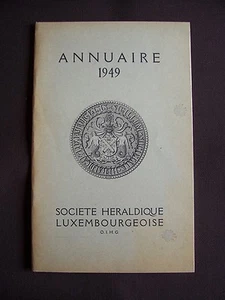 ANNUAIRE
1949
SOCIETE HERALDIQUE
LUXEMBOURGEOISE